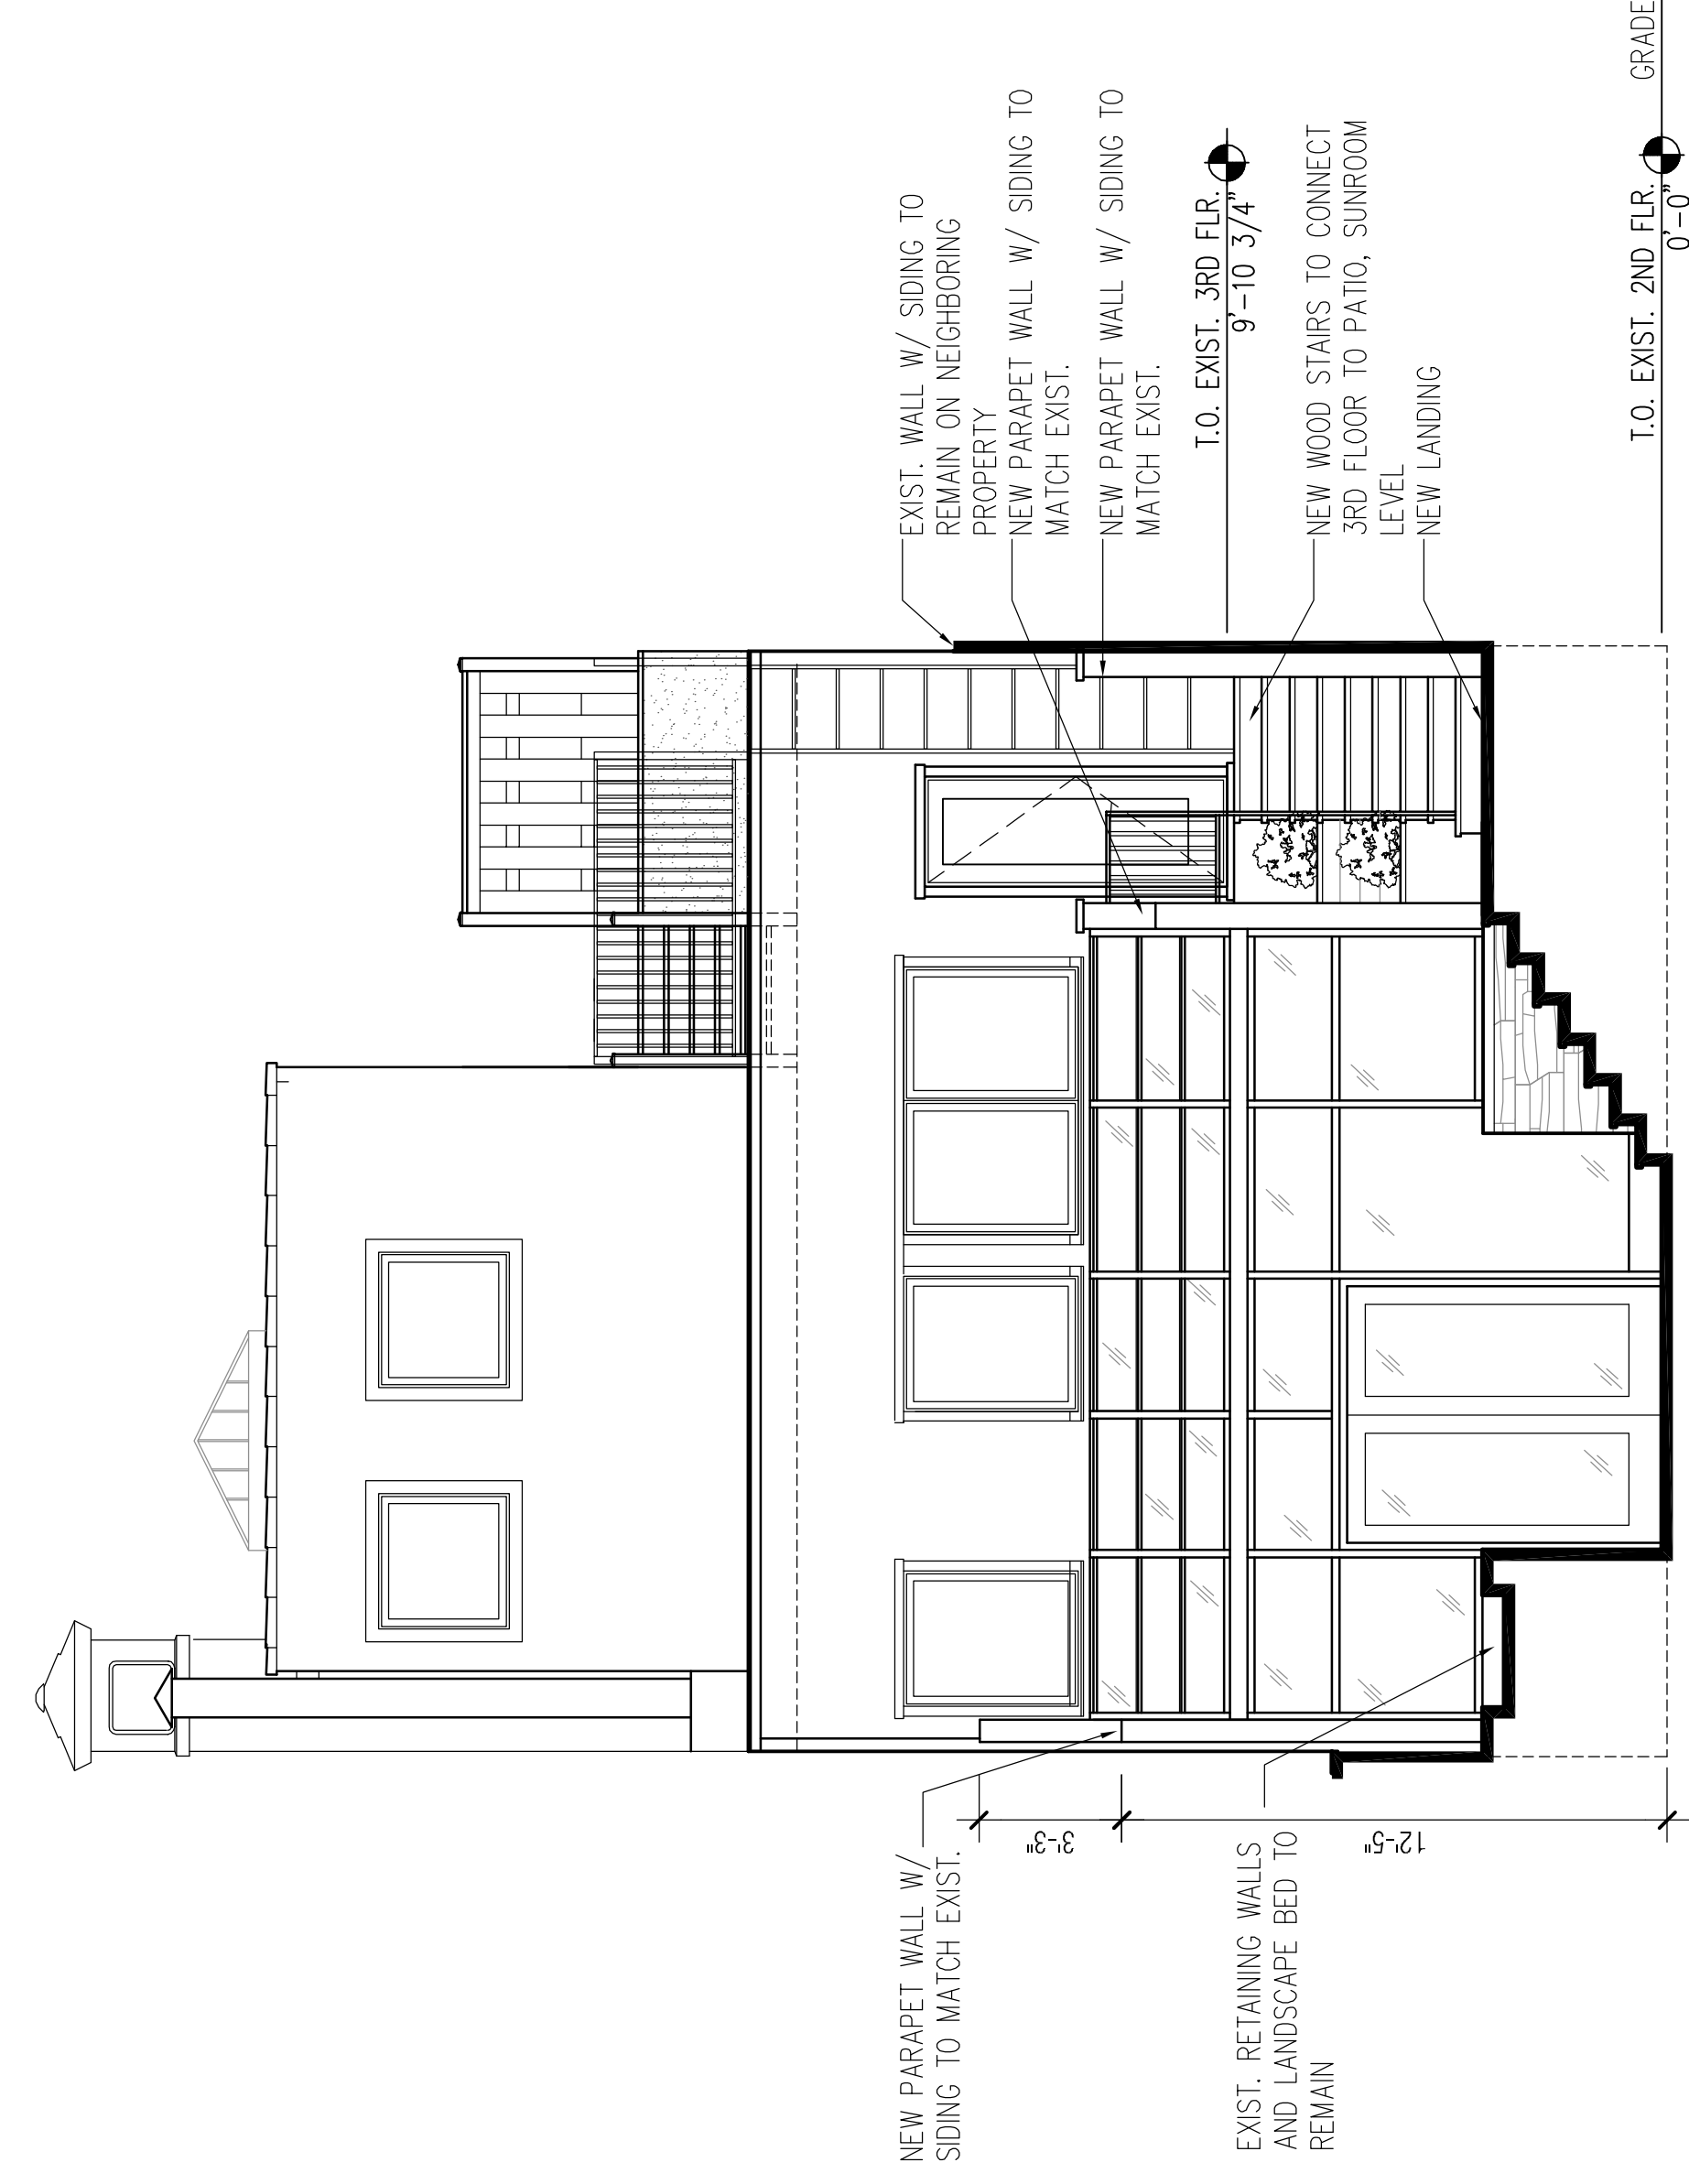 NEW PARAPET WALL W/
SIDING TO MATCH EXIST.
EXIST. RETAINING WALLS
AND LANDSCAPE BED TO
REMAIN
3'-3"
12'-5"
EXIST. WALL W/ SIDING TO
REMAIN ON NEIGHBORING
PROPERTY
NEW PARAPET WALL W/ SIDING TO
MATCH EXIST.
NEW PARAPET WALL W/ SIDING TO
MATCH EXIST.
T.O. EXIST. 3RD FLR.
9'-10 3/4"
NEW WOOD STAIRS TO CONNECT
3RD FLOOR TO PATIO, SUNROOM
LEVEL
NEW LANDING
T.O. EXIST. 2ND FLR.
0'-0"
GRADE